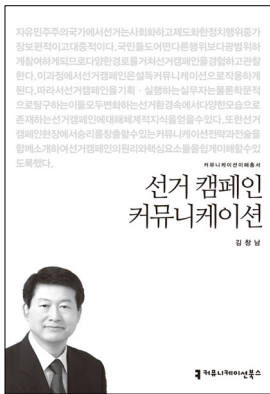 자유민주주의국가에서선거는사회화하고제도화한정치행위중가
장보편적이고대중적이다.국민들도어떤다른행위보다광범위하
게참여하게되므로다양한경로를거쳐선거캠페인을경험하고관찰
한다.이과정에서선거캠페인은설득커뮤니케이션으로작용하게
된다.따라서선거캠페인을기획·실행하는실무자는물론학문적
으로탐구하는이들모두변화하는선거환경속에서다양한모습으로
존재하는선거캠페인에대해체계적지식을얻을수있다.또한선거
캠페인현장에서승리를창출할수있는커뮤니케이션전략과전술을
함께소개하여선거캠페인의원리와핵심요소들을쉽게이해할수있
도록했다.
커뮤니케이션이해총서
선거 캠페인
커뮤니케이션
김창남
커뮤니케이션북스